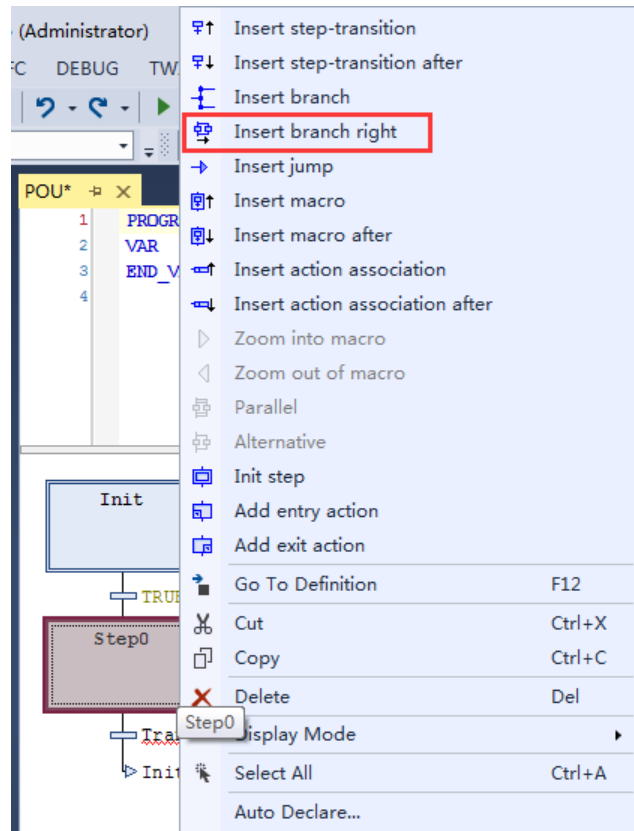 (Administrator)
FC DEBUG TW
POU*
1 PROGR
2 VAR
3 END_V
4
Init
TRUE
Step0
Tra
Init
Insert step-transition
Insert step-transition after
Insert branch
Insert branch right
Insert jump
Insert macro
Insert macro after
Insert action association
Insert action association after
Zoom into macro
Zoom out of macro
Parallel
Alternative
Init step
Add entry action
Add exit action
Go To Definition F12
Cut Ctrl+X
Copy Ctrl+C
Delete Del
Step0
Display Mode
Select All Ctrl+A
Auto Declare...